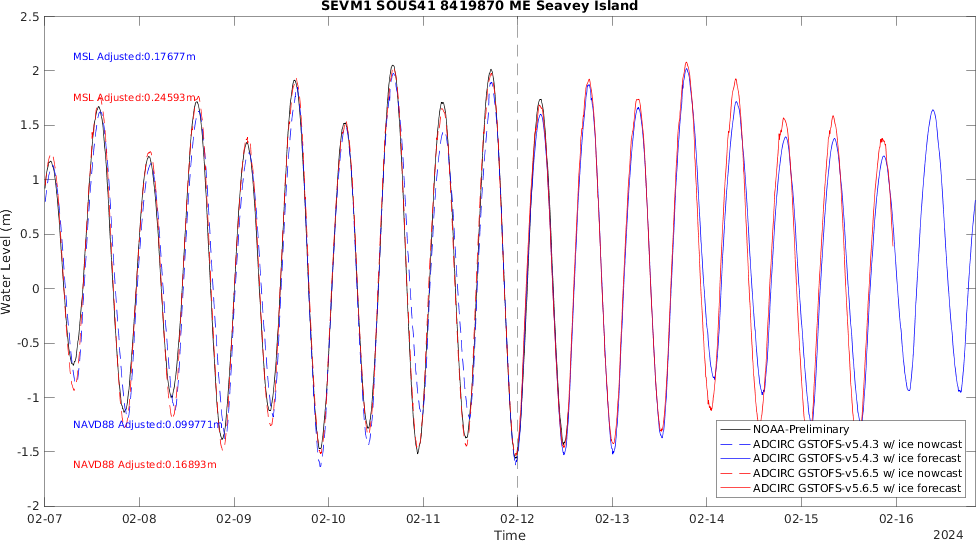 SEVM1 SOUS41 8419870 ME Seavey Island
2.5
2
1.5
1
0.5
0
-0.5
-1
-1.5
-2
Water Level (m)
MSL Adjusted:0.17677m
MSL Adjusted:0.24593m
NAVD88 Adjusted:0.099771m
NAVD88 Adjusted:0.16893m
NOAA-Preliminary
ADCIRC GSTOFS-v5.4.3 w/ ice nowcast
ADCIRC GSTOFS-v5.4.3 w/ ice forecast
ADCIRC GSTOFS-v5.6.5 w/ ice nowcast
ADCIRC GSTOFS-v5.6.5 w/ ice forecast
02-07 02-08 02-09 02-10 02-11 02-12 02-13 02-14 02-15 02-16
Time
2024